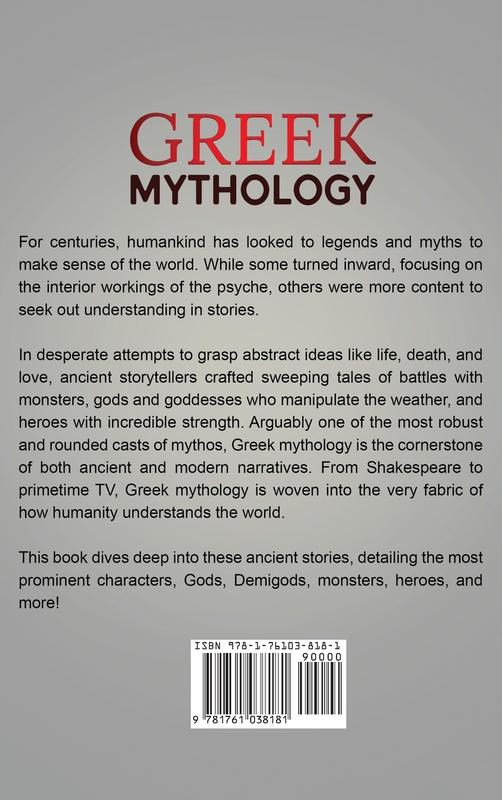 GREEK
MYTHOLOGY
For centuries, humankind has looked to legends and myths to
make sense of the world. While some turned inward, focusing on
the interior workings of the psyche, others were more content to
seek out understanding in stories.
In desperate attempts to grasp abstract ideas like life, death, and
love, ancient storytellers crafted sweeping tales of battles with
monsters, gods and goddesses who manipulate the weather, and
heroes with incredible strength. Arguably one of the most robust
and rounded casts of mythos, Greek mythology is the cornerstone
of both ancient and modern narratives. From Shakespeare to
primetime TV, Greek mythology is woven into the very fabric of
how humanity understands the world.
This book dives deep into these ancient stories, detailing the most
prominent characters, Gods, Demigods, monsters, heroes, and
more!
ISBN 978-1-76103-818-1
90000
9 781761 038181